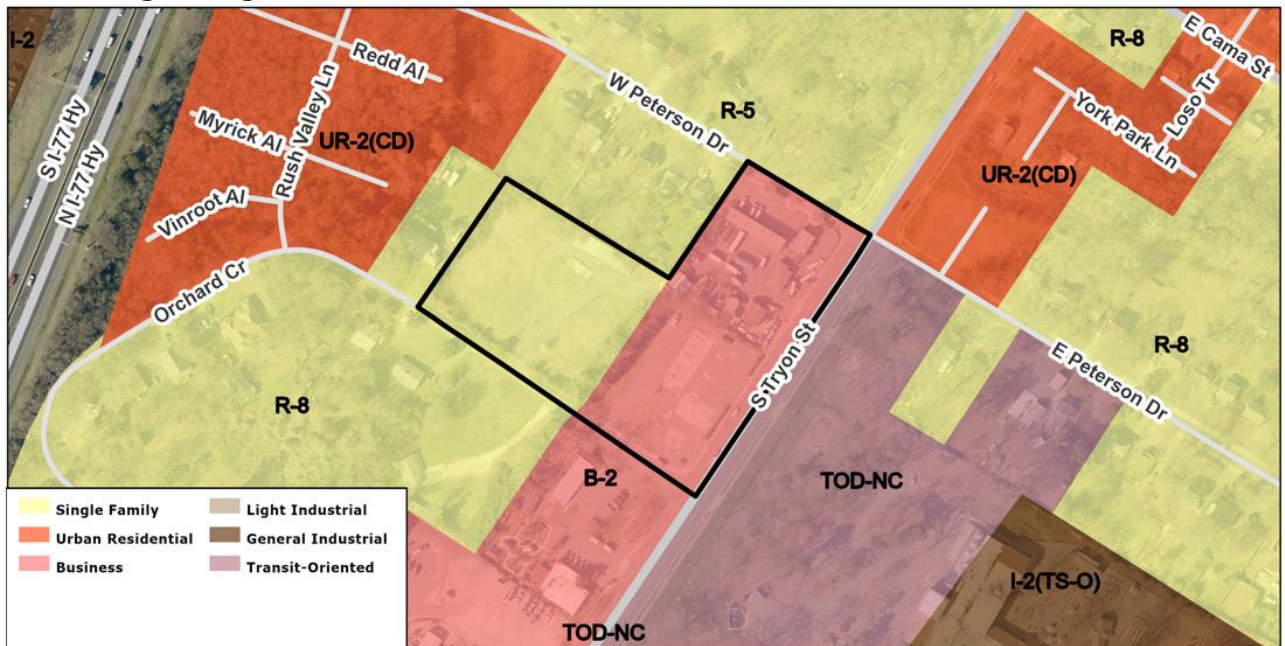 I-2
S I-77 Hy
N I-77 Hy
Redd Al
Rush Valley Ln
Myrick Al
UR-2(CD)
Vinroot Al
Orchard Cr
W Peterson Dr
R-5
R-8
E Cama St
Loso Tr
York Park Ln
UR-2(CD)
S Tryon St
E Peterson Dr
R-8
R-8
B-2
TOD-NC
I-2(TS-O)
TOD-NC
Single Family
Urban Residential
Business
Light Industrial
General Industrial
Transit-Oriented